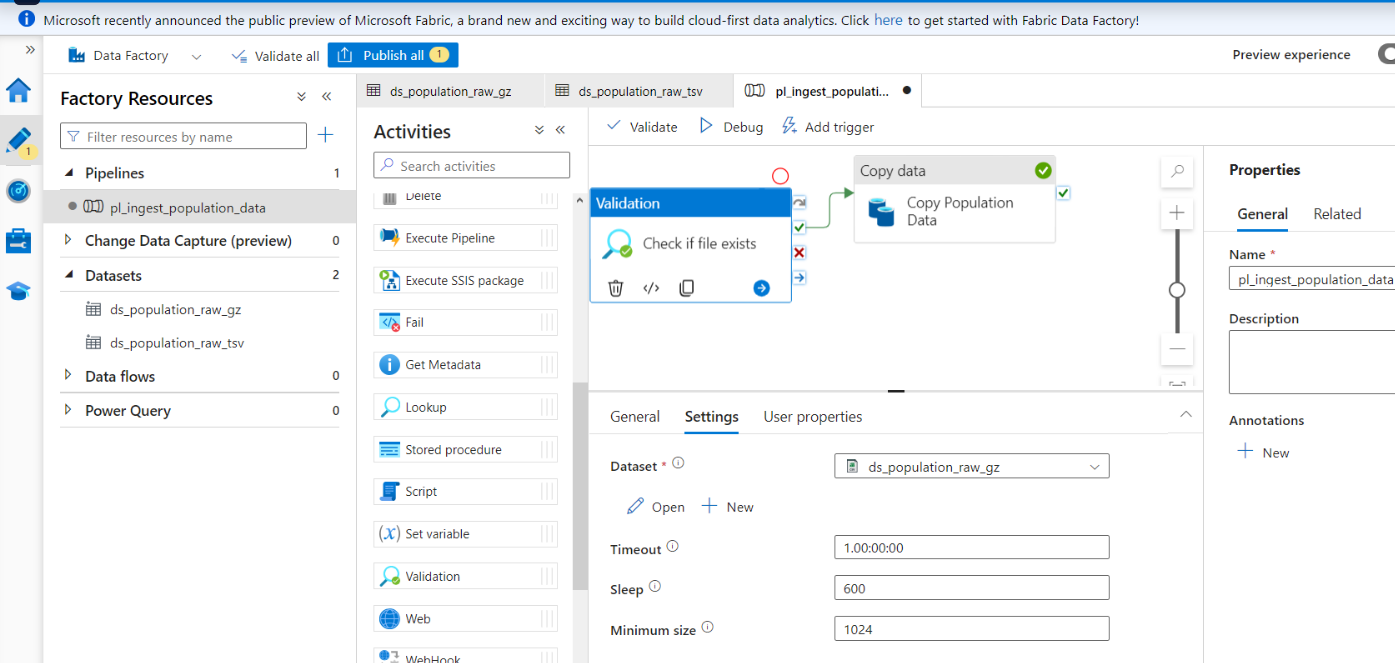 Microsoft recently announced the public preview of Microsoft Fabric, a brand new and exciting way to build cloud-first data analytics. Click here to get started with Fabric Data Factory!
Data Factory
Validate all
Publish all 1
Preview experience
Factory Resources
Filter resources by name
1
Pipelines 1
pl_ingest_population_data
Change Data Capture (preview) 0
Datasets 2
ds_population_raw_gz
ds_population_raw_tsv
Data flows 0
Power Query 0
ds_population_raw_gz
ds_population_raw_tsv
pl_ingest_populati...
Activities
Search activities
Delete
Execute Pipeline
Execute SSIS package
Fail
Get Metadata
Lookup
Stored procedure
Script
(x) Set variable
Validation
Web
WebHook
Validate
Debug
Add trigger
Validation
Check if file exists
Copy data
Copy Population
Data
General
Settings
User properties
Dataset *
ds_population_raw_gz
Open
New
Timeout
1.00:00:00
Sleep
600
Minimum size
1024
Properties
General
Related
Name *
pl_ingest_population_data
Description
Annotations
New